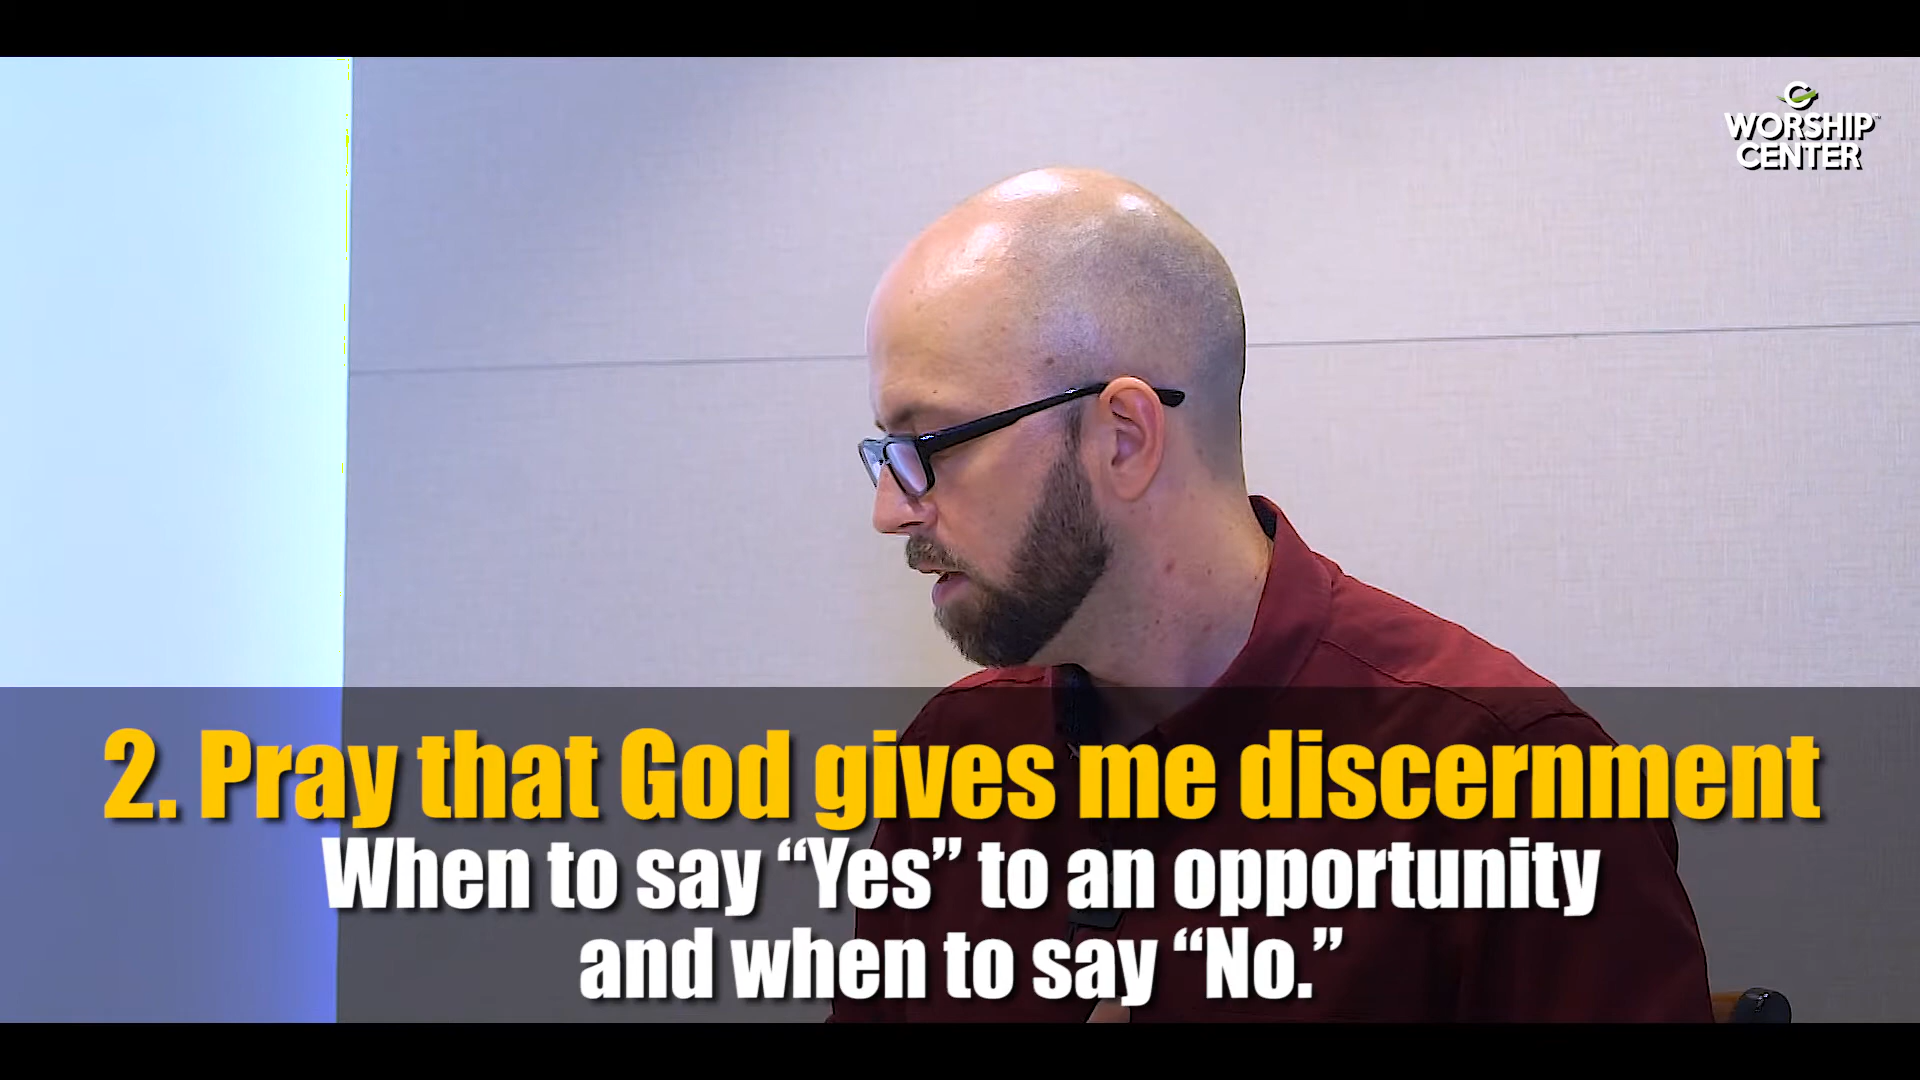 WORSHIP™
CENTER
2. Pray that God gives me discernment
When to say “Yes” to an opportunity
and when to say “No.”